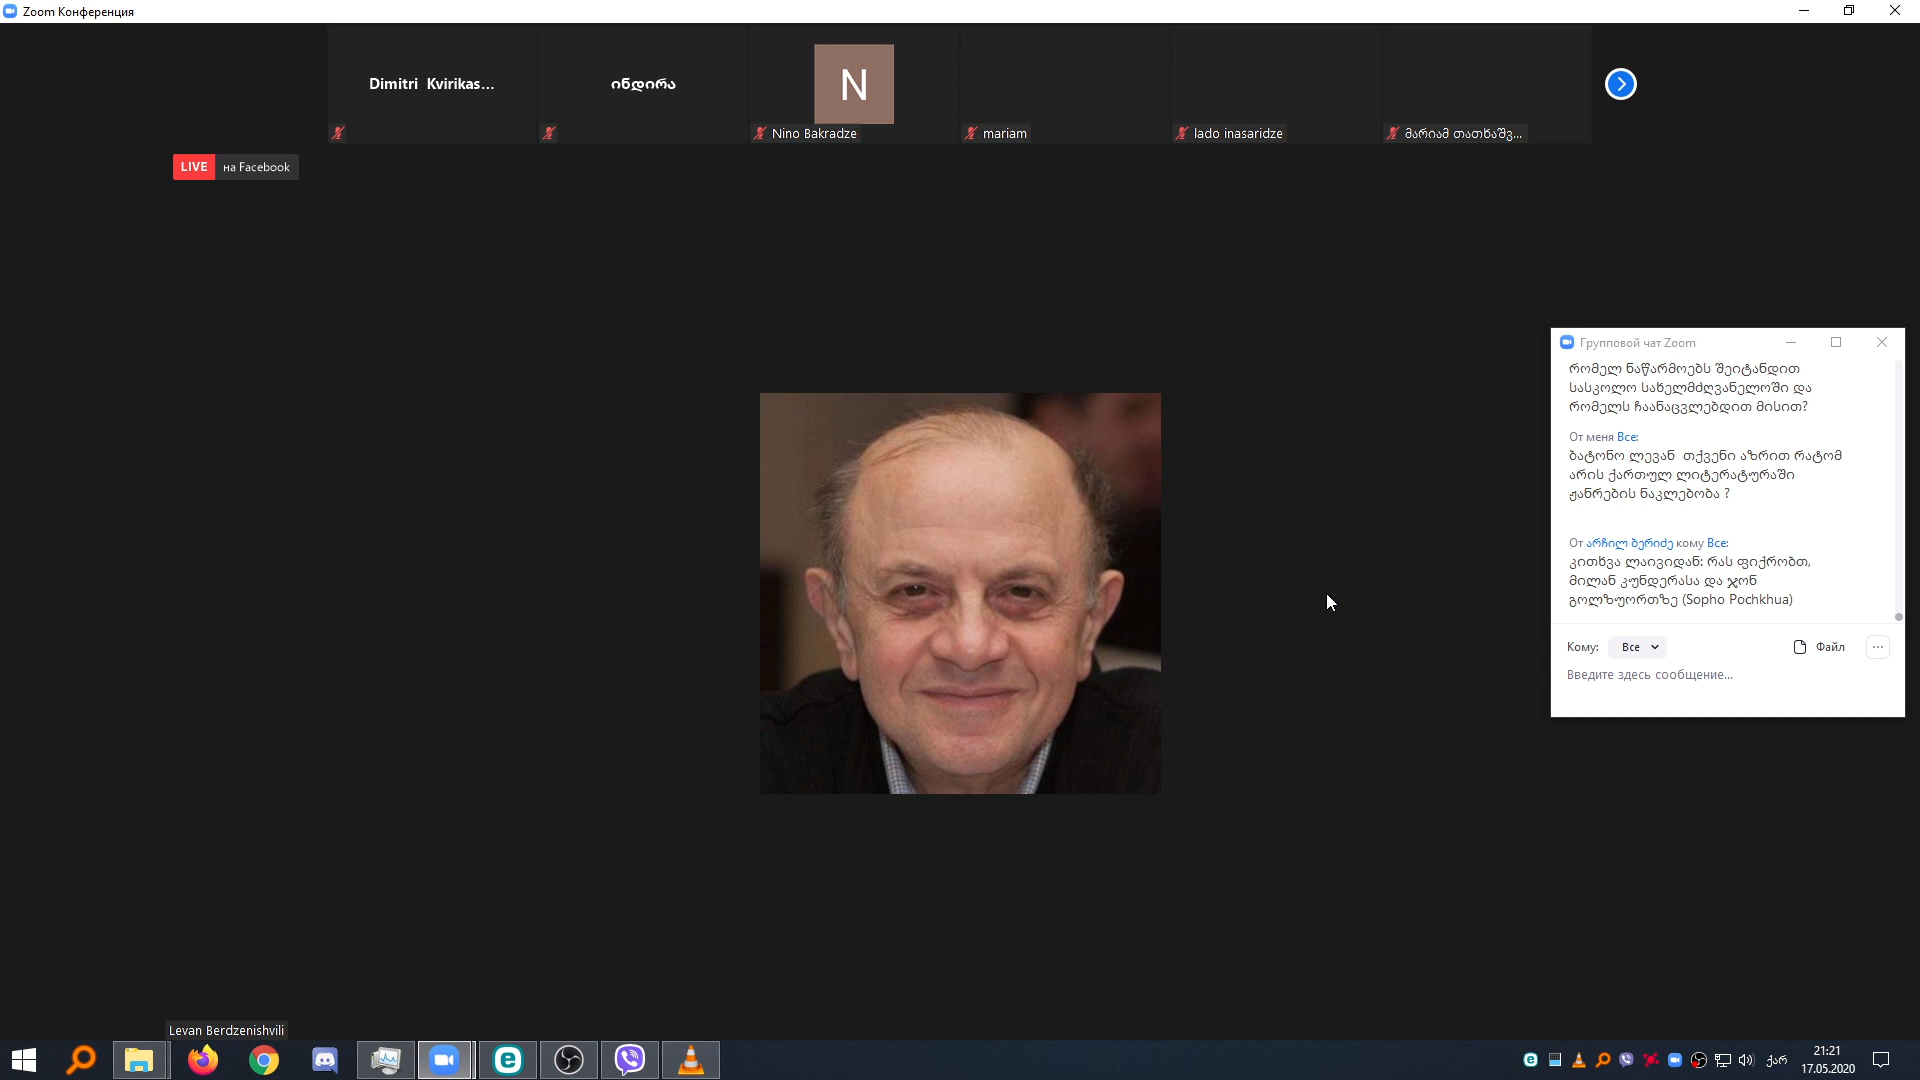 Zoom Конференция
Dimitri Kvirikas...
ინდირა
N
Nino Bakradze
mariam
lado inasaridze
მარიამ თათხაშვ...
LIVE на Facebook
Групповой чат Zoom
რომელ ნაწარმოებს შეიტანდით
სასკოლო სახელმძღვანელოში და
რომელს ჩაანაცვლებდით მისით?
От меня Все:
ბატონო ლევან თქვენი აზრით რატომ
არის ქართულ ლიტერატურაში
ჟანრების ნაკლებობა ?
От არჩილ ბერიძე кому Все:
კითხვა ლაივიდან: რას ფიქრობთ,
მილან კუნდერასა და ჯონ
გოლზუორთზე (Sopho Pochkhua)
Кому: Все Файл
Введите здесь сообщение...
Levan Berdzenishvili
ქარ
21:21
17.05.2020